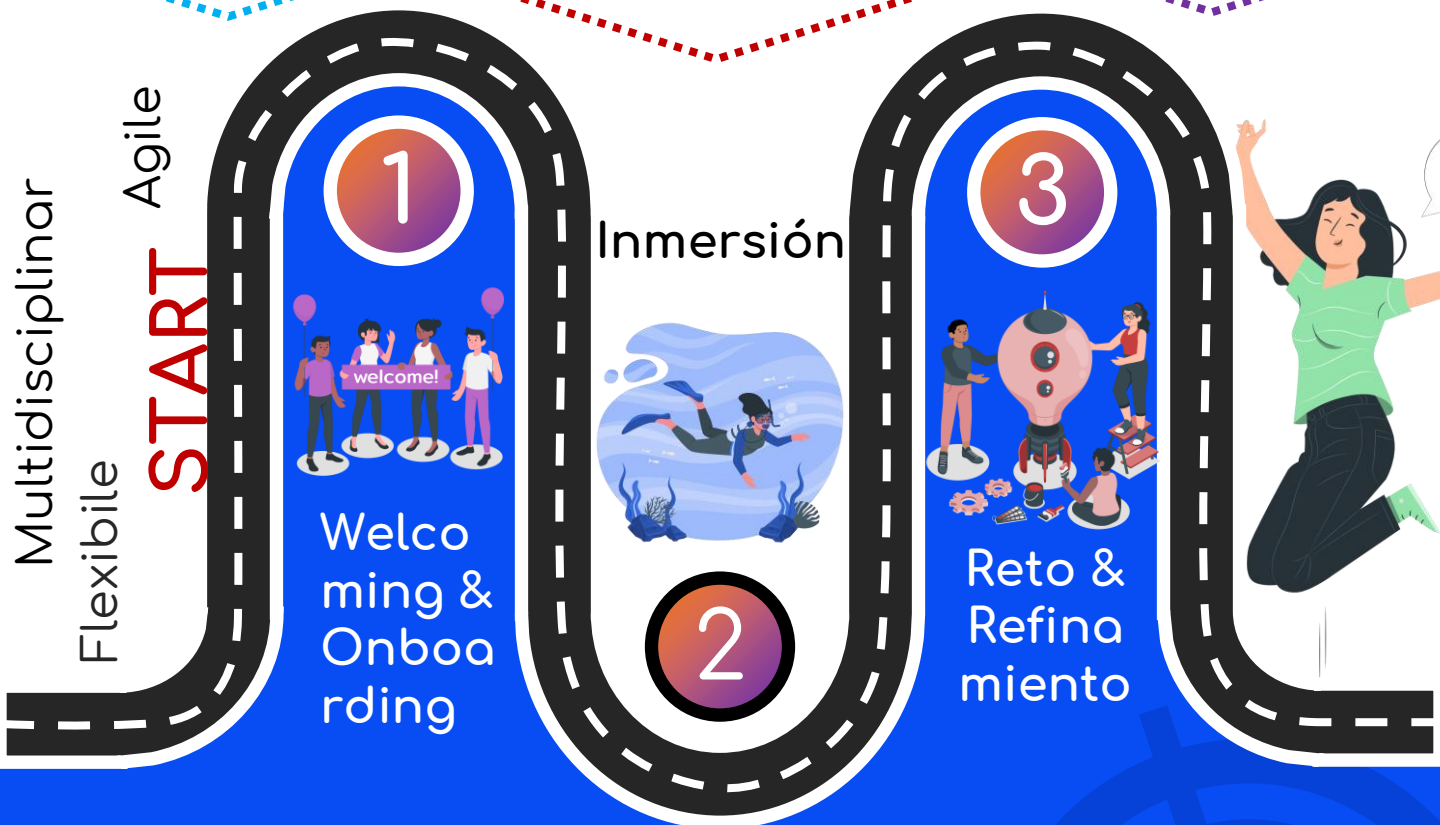 Multidisciplinar
Flexibile
Agile
START
1
welcome!
Welco
ming &
Onboa
rding
Inmersión
2
3
Reto &
Refina
miento